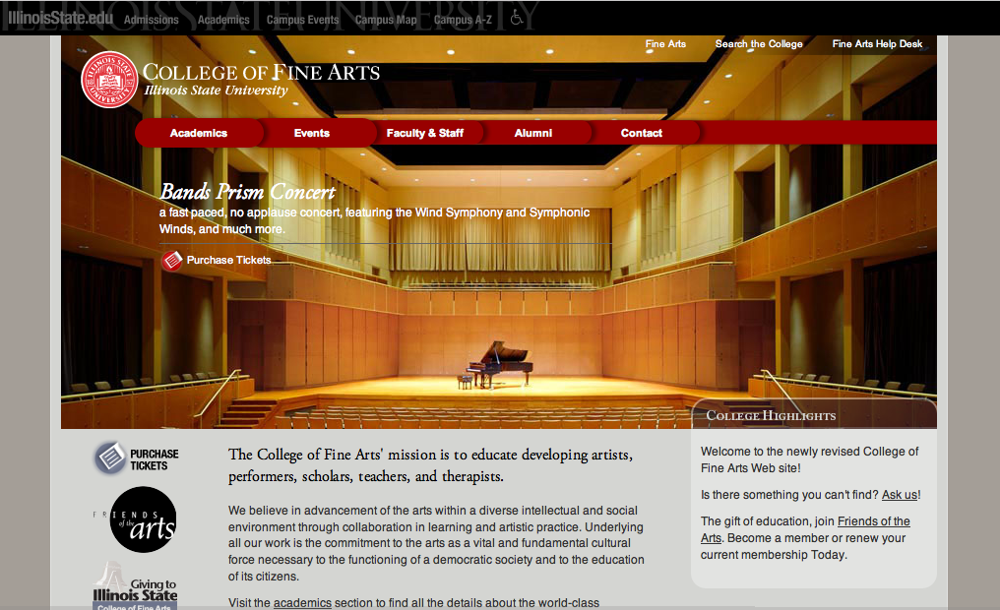 IllinoisState.edu Admissions Academics Campus Events Campus Map Campus A-Z
ILLINOIS STATE UNIVERSITY
Fine Arts Search the College Fine Arts Help Desk
ILLINOIS STATE UNIVERSITY
COLLEGE OF FINE ARTS
Illinois State University
Academics Events Faculty & Staff Alumni Contact
Bands Prism Concert
a fast paced, no applause concert, featuring the Wind Symphony and Symphonic
Winds, and much more.
Purchase Tickets
COLLEGE HIGHLIGHTS
Welcome to the newly revised College of
Fine Arts Web site!
Is there something you can't find? Ask us!
The gift of education, join Friends of the
Arts. Become a member or renew your
current membership Today.
PURCHASE
TICKETS
FRIENDS
of the
arts
Giving to
Illinois State
College of Fine Arts
The College of Fine Arts' mission is to educate developing artists,
performers, scholars, teachers, and therapists.
We believe in advancement of the arts within a diverse intellectual and social
environment through collaboration in learning and artistic practice. Underlying
all our work is the commitment to the arts as a vital and fundamental cultural
force necessary to the functioning of a democratic society and to the education
of its citizens.
Visit the academics section to find all the details about the world-class